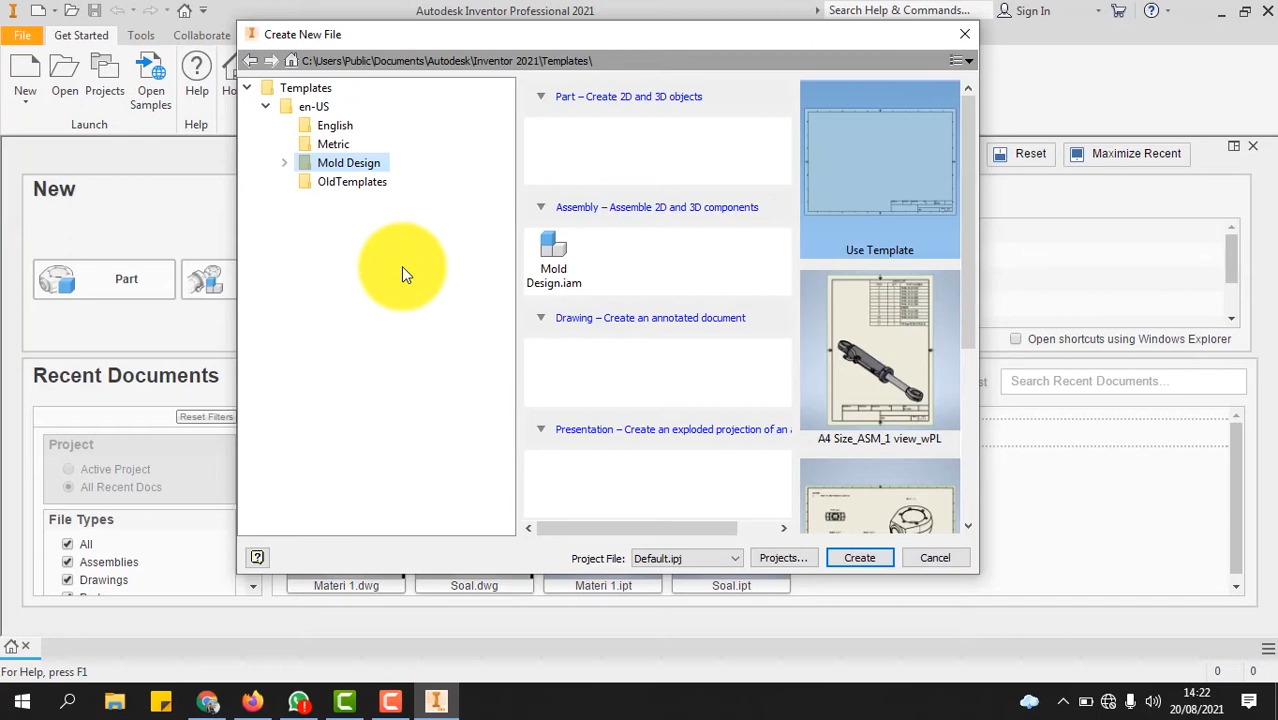 Autodesk Inventor Professional 2021
Search Help & Commands...
Sign In
File
Get Started
Tools
Collaborate
New
Open
Projects
Open Samples
Help
Launch
Help
Create New File
C:\Users\Public\Documents\Autodesk\Inventor 2021\Templates\
Templates
en-US
English
Metric
Mold Design
OldTemplates
Part – Create 2D and 3D objects
Assembly – Assemble 2D and 3D components
Mold
Design.iam
Drawing – Create an annotated document
Presentation – Create an exploded projection of an a
Use Template
A4 Size_ASM_1 view_wPL
Project File:
Default.ipj
Projects...
Create
Cancel
Reset
Maximize Recent
New
Part
Open shortcuts using Windows Explorer
Recent Documents
Search Recent Documents...
Reset Filters
Project
Active Project
All Recent Docs
File Types
All
Assemblies
Drawings
Materi 1.dwg
Soal.dwg
Materi 1.ipt
Soal.ipt
For Help, press F1
0
0
14:22
20/08/2021